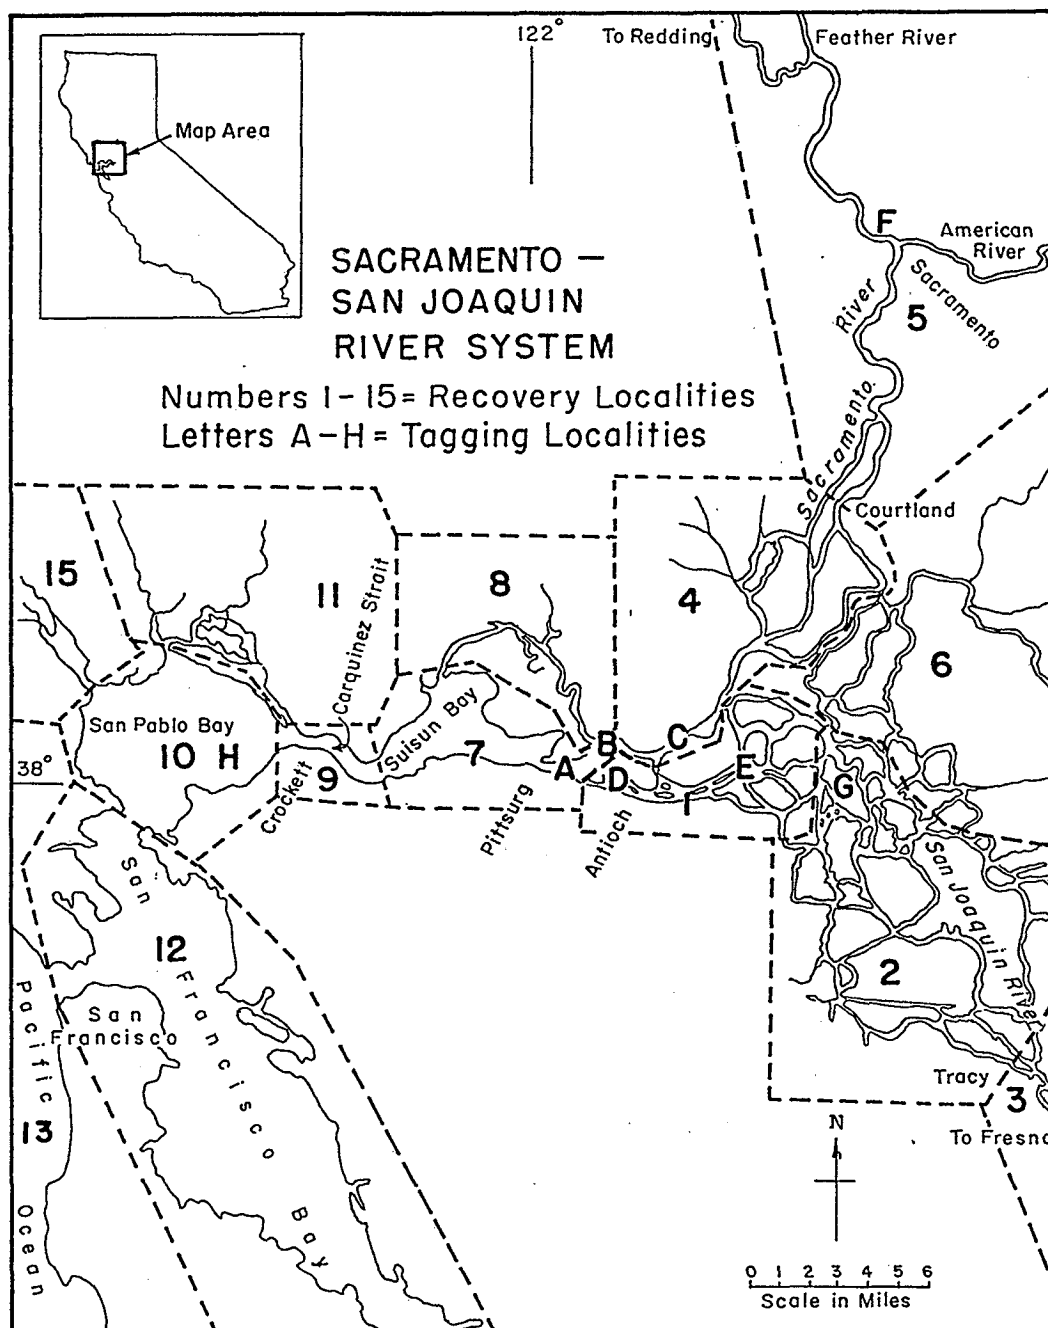 122°
To Redding
Feather River
Map Area
F
American
River
Sacramento
5
River
Sacramento.
SACRAMENTO –
SAN JOAQUIN
RIVER SYSTEM
Numbers 1-15= Recovery Localities
Letters A-H= Tagging Localities
Courtland
15
11
Carquinez Strait
8
4
6
San Pablo Bay
10 H
38°
Crockett
9
Suisun Bay
7
A
B
C
D
E
G
1
Pittsurg
Antioch
San Joaquin River
San
Francisco
Bay
12
San
Francisco
Pacific
13
Ocean
2
Tracy
3
To Fresno
N
0 1 2 3 4 5 6
Scale in Miles